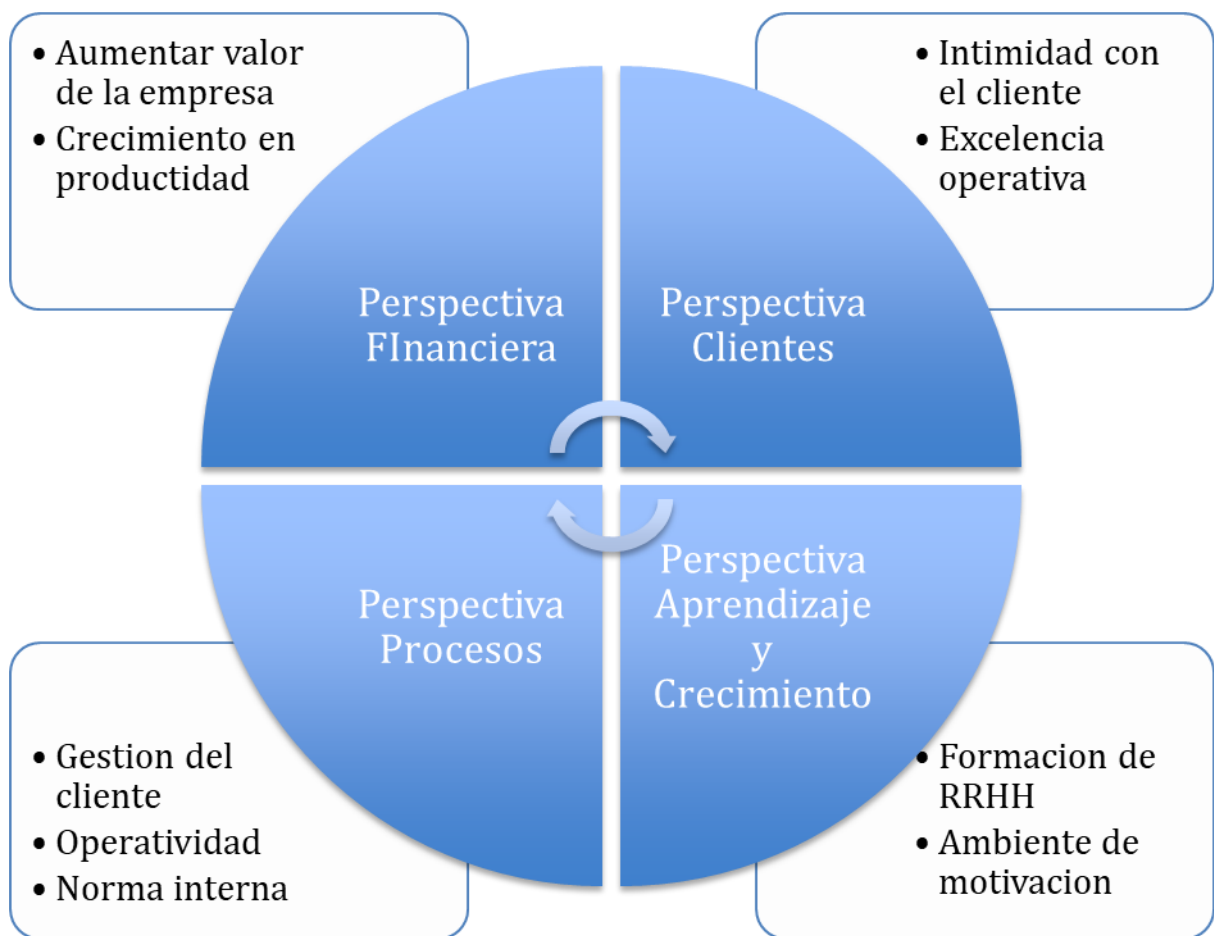 • Aumentar valor
de la empresa
• Crecimiento en
productidad
• Intimidad con
el cliente
• Excelencia
operativa
Perspectiva
FInanciera
Perspectiva
Clientes
Perspectiva
Procesos
Perspectiva
Aprendizaje
y
Crecimiento
• Gestion del
cliente
• Operatividad
• Norma interna
• Formacion de
RRHH
• Ambiente de
motivacion